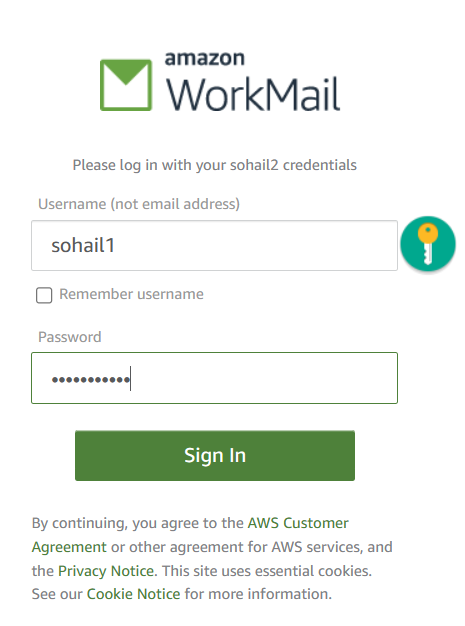 amazon
WorkMail
Please log in with your sohail2 credentials
Username (not email address)
sohail1
Remember username
Password
•••••••••••
Sign In
By continuing, you agree to the AWS Customer
Agreement or other agreement for AWS services, and
the Privacy Notice. This site uses essential cookies.
See our Cookie Notice for more information.